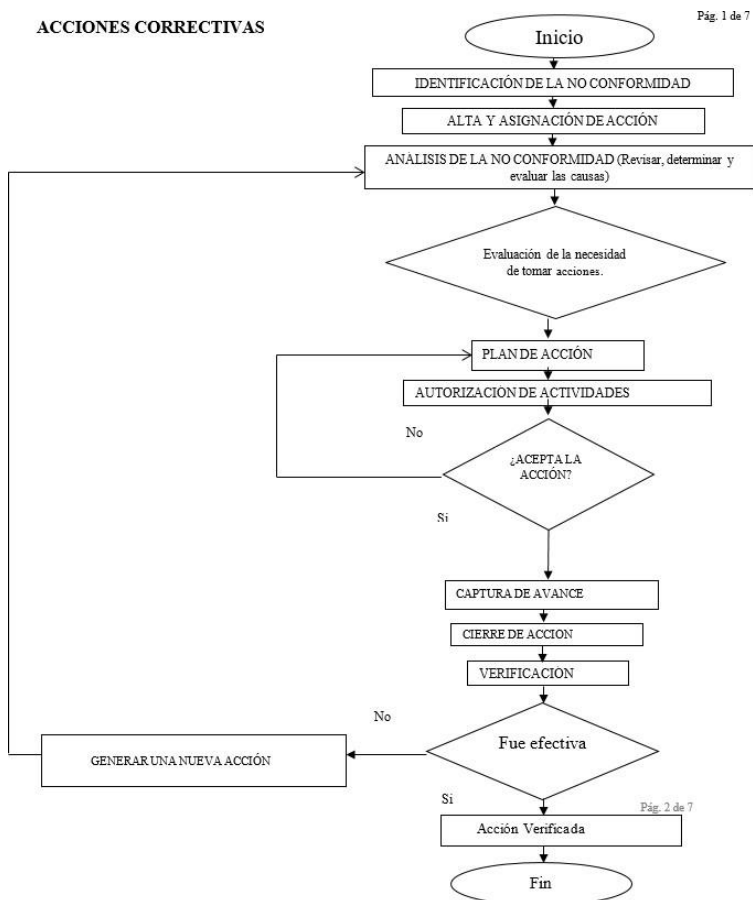 ACCIONES CORRECTIVAS
Pág. 1 de 7
Inicio
IDENTIFICACIÓN DE LA NO CONFORMIDAD
ALTA Y ASIGNACIÓN DE ACCIÓN
ANÀLISIS DE LA NO CONFORMIDAD (Revisar, determinar y
evaluar las causas)
Evaluación de la necesidad
de tomar acciones.
PLAN DE ACCIÓN
AUTORIZACIÓN DE ACTIVIDADES
No
¿ACEPTA LA
ACCIÓN?
Si
CAPTURA DE AVANCE
CIERRE DE ACCION
VERIFICACIÓN
No
Fue efectiva
GENERAR UNA NUEVA ACCIÓN
Si
Pág. 2 de 7
Acción Verificada
Fin